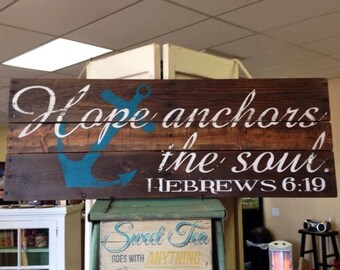 Hope anchors
the soul.
HEBREWS 6:19
Sweet Tea
GOES WITH ANYTHING